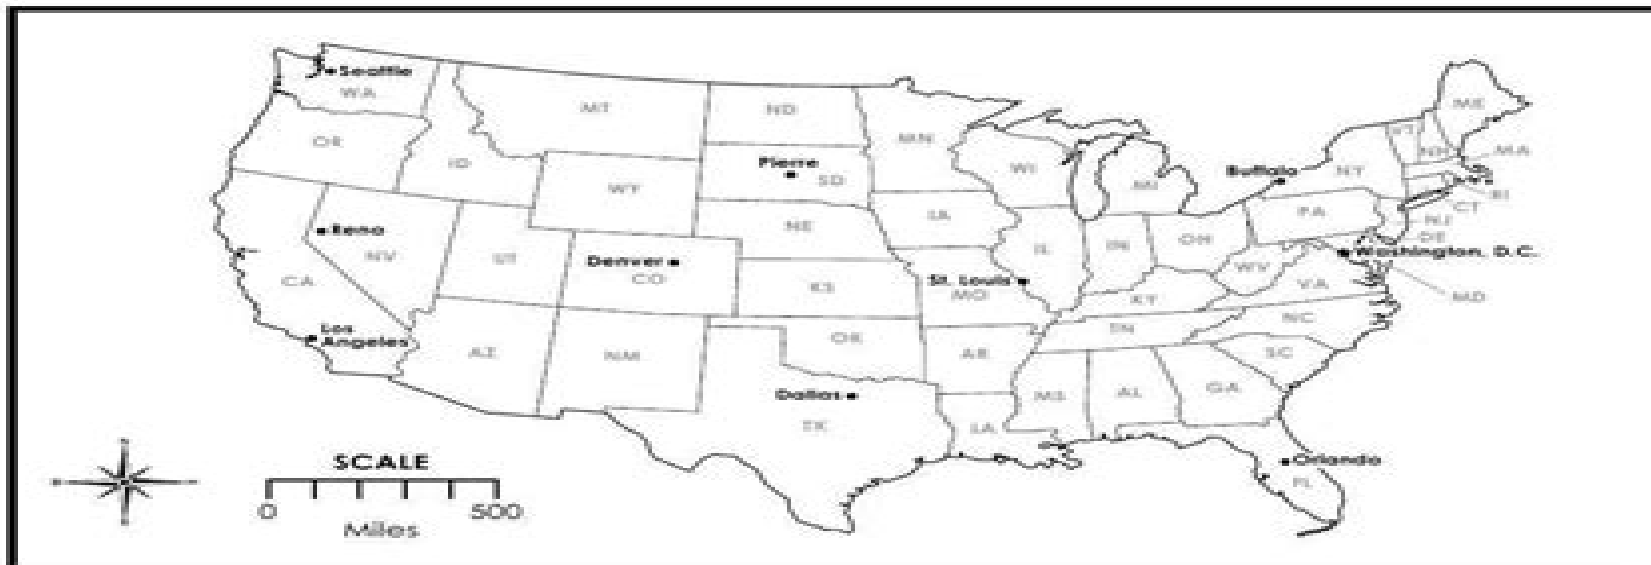 Seattle
WA
MT
ND
ME
OR
MN
VT
NH
MA
ID
Pierre
SD
WI
Buffalo
NY
WY
MI
RI
IA
PA
CT
NJ
Reno
NE
DE
NV
UT
Denver
CO
IL
IN
OH
Washington, D.C.
WV
CA
KS
St. Louis
MO
KY
VA
MD
Los
Angeles
AZ
NM
OK
AR
TN
NC
SC
Dallas
TX
MS
AL
GA
LA
SCALE
0
500
Miles
Orlando
FL